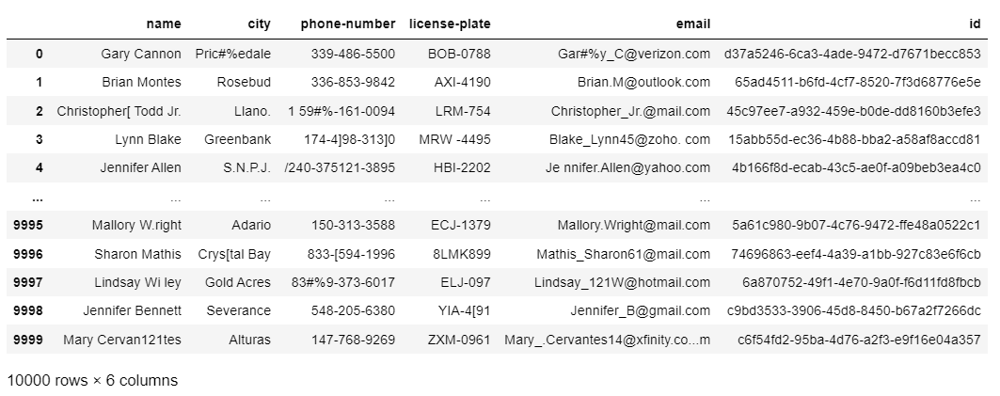 name city phone-number license-plate email id
0 Gary Cannon Pric#%edale 339-486-5500 BOB-0788 Gar#%y_C@verizon.com d37a5246-6ca3-4ade-9472-d7671becc853
1 Brian Montes Rosebud 336-853-9842 AXI-4190 Brian.M@outlook.com 65ad4511-b6fd-4cf7-8520-7f3d68776e5e
2 Christopher[ Todd Jr. Llano. 1 59#%-161-0094 LRM-754 Christopher_Jr.@mail.com 45c97ee7-a932-459e-b0de-dd8160b3efe3
3 Lynn Blake Greenbank 174-4]98-313]0 MRW -4495 Blake_Lynn45@zoho. com 15abb55d-ec36-4b88-bba2-a58af8accd81
4 Jennifer Allen S.N.P.J. /240-375121-3895 HBI-2202 Je nnifer.Allen@yahoo.com 4b166f8d-ecab-43c5-ae0f-a09beb3ea4c0
... ... ... ... ... ... ...
9995 Mallory W.right Adario 150-313-3588 ECJ-1379 Mallory.Wright@mail.com 5a61c980-9b07-4c76-9472-ffe48a0522c1
9996 Sharon Mathis Crys[tal Bay 833-[594-1996 8LMK899 Mathis_Sharon61@mail.com 74696863-eef4-4a39-a1bb-927c83e6f6cb
9997 Lindsay Wi ley Gold Acres 83#%9-373-6017 ELJ-097 Lindsay_121W@hotmail.com 6a870752-49f1-4e70-9a0f-f6d11fd8fbcb
9998 Jennifer Bennett Severance 548-205-6380 YIA-4[91 Jennifer_B@gmail.com c9bd3533-3906-45d8-8450-b67a2f7266dc
9999 Mary Cervan121tes Alturas 147-768-9269 ZXM-0961 Mary_.Cervantes14@xfinity.co...m c6f54fd2-95ba-4d76-a2f3-e9f16e04a357
10000 rows × 6 columns